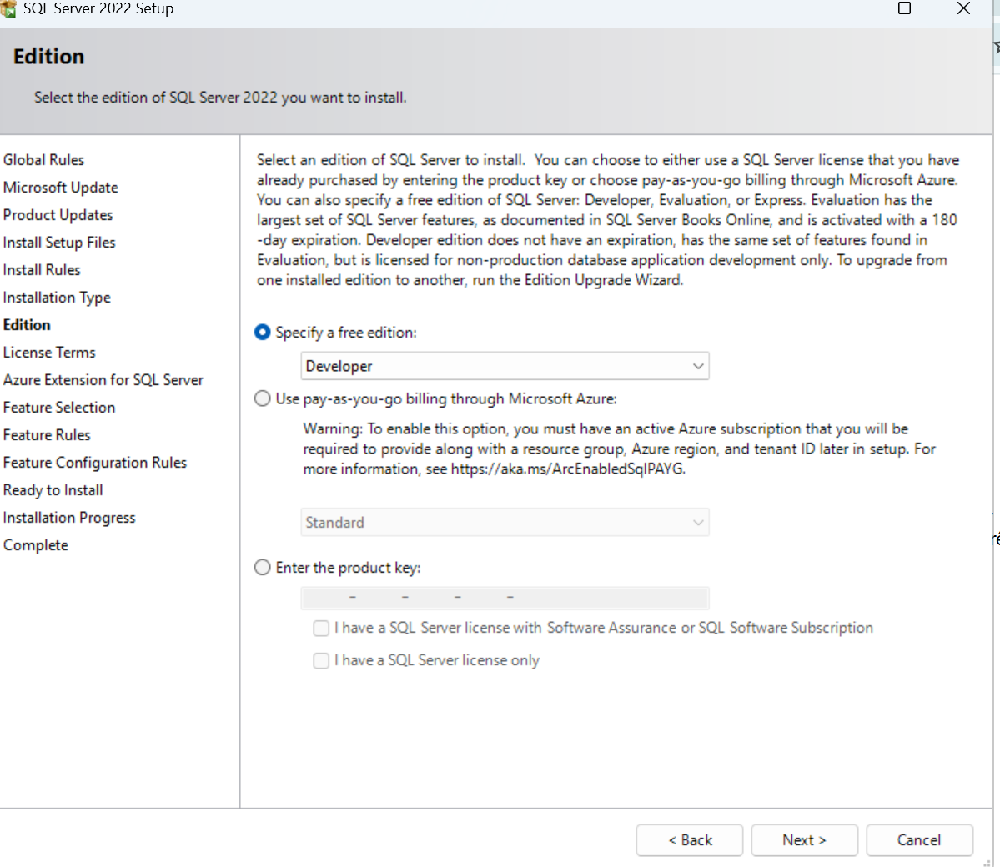 SQL Server 2022 Setup
Edition
Select the edition of SQL Server 2022 you want to install.
Global Rules
Microsoft Update
Product Updates
Install Setup Files
Install Rules
Installation Type
Edition
License Terms
Azure Extension for SQL Server
Feature Selection
Feature Rules
Feature Configuration Rules
Ready to Install
Installation Progress
Complete
Select an edition of SQL Server to install.  You can choose to either use a SQL Server license that you have
already purchased by entering the product key or choose pay-as-you-go billing through Microsoft Azure.
You can also specify a free edition of SQL Server: Developer, Evaluation, or Express. Evaluation has the
largest set of SQL Server features, as documented in SQL Server Books Online, and is activated with a 180
-day expiration. Developer edition does not have an expiration, has the same set of features found in
Evaluation, but is licensed for non-production database application development only. To upgrade from
one installed edition to another, run the Edition Upgrade Wizard.
Specify a free edition:
Developer
Use pay-as-you-go billing through Microsoft Azure:
Warning: To enable this option, you must have an active Azure subscription that you will be
required to provide along with a resource group, Azure region, and tenant ID later in setup. For
more information, see https://aka.ms/ArcEnabledSqlPAYG.
Standard
Enter the product key:
- - - -
I have a SQL Server license with Software Assurance or SQL Software Subscription
I have a SQL Server license only
< Back
Next >
Cancel